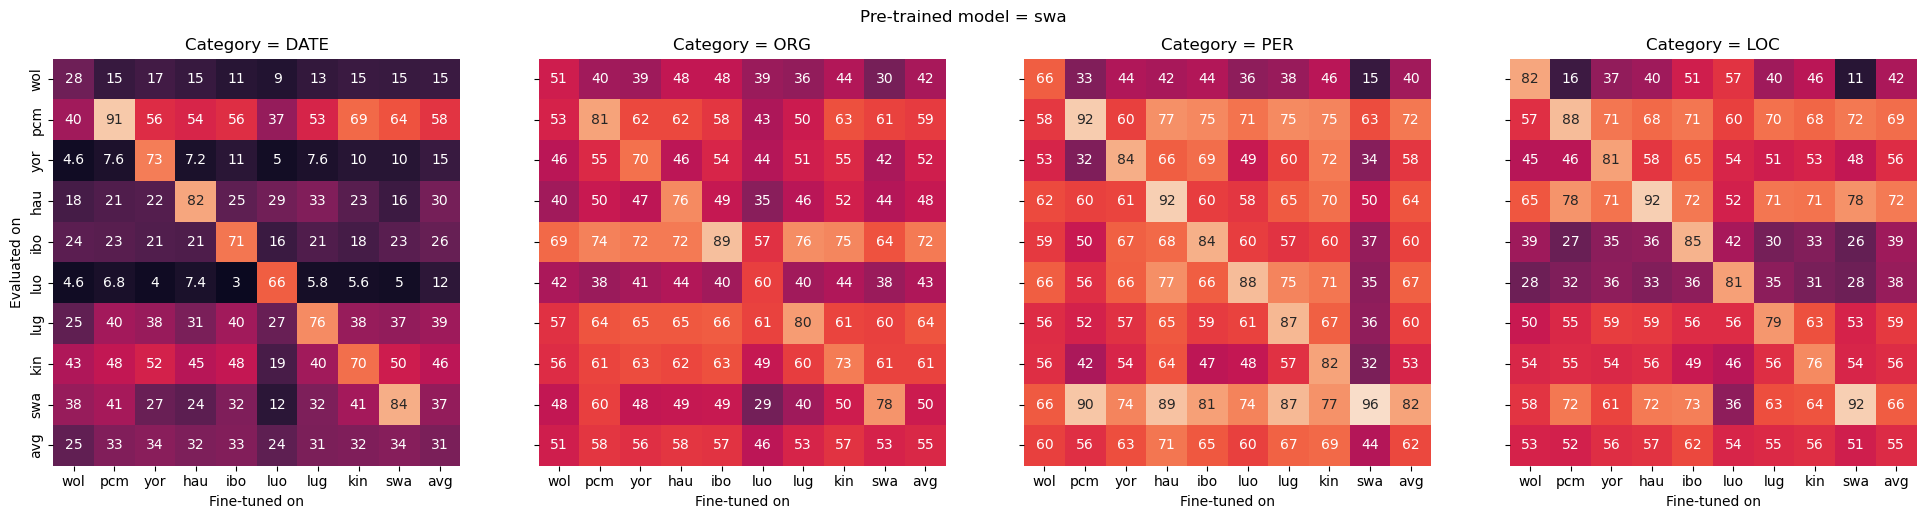 Pre-trained model = swa
Category = DATE
Category = ORG
Category = PER
Category = LOC
Evaluated on
wol 28 15 17 15 11 9 13 15 15 15
pcm 40 91 56 54 56 37 53 69 64 58
yor 4.6 7.6 73 7.2 11 5 7.6 10 10 15
hau 18 21 22 82 25 29 33 23 16 30
ibo 24 23 21 21 71 16 21 18 23 26
luo 4.6 6.8 4 7.4 3 66 5.8 5.6 5 12
lug 25 40 38 31 40 27 76 38 37 39
kin 43 48 52 45 48 19 40 70 50 46
swa 38 41 27 24 32 12 32 41 84 37
avg 25 33 34 32 33 24 31 32 34 31
wol pcm yor hau ibo luo lug kin swa avg
Fine-tuned on
51 40 39 48 48 39 36 44 30 42
53 81 62 62 58 43 50 63 61 59
46 55 70 46 54 44 51 55 42 52
40 50 47 76 49 35 46 52 44 48
69 74 72 72 89 57 76 75 64 72
42 38 41 44 40 60 40 44 38 43
57 64 65 65 66 61 80 61 60 64
56 61 63 62 63 49 60 73 61 61
48 60 48 49 49 29 40 50 78 50
51 58 56 58 57 46 53 57 53 55
wol pcm yor hau ibo luo lug kin swa avg
Fine-tuned on
66 33 44 42 44 36 38 46 15 40
58 92 60 77 75 71 75 75 63 72
53 32 84 66 69 49 60 72 34 58
62 60 61 92 60 58 65 70 50 64
59 50 67 68 84 60 57 60 37 60
66 56 66 77 66 88 75 71 35 67
56 52 57 65 59 61 87 67 36 60
56 42 54 64 47 48 57 82 32 53
66 90 74 89 81 74 87 77 96 82
60 56 63 71 65 60 67 69 44 62
wol pcm yor hau ibo luo lug kin swa avg
Fine-tuned on
82 16 37 40 51 57 40 46 11 42
57 88 71 68 71 60 70 68 72 69
45 46 81 58 65 54 51 53 48 56
65 78 71 92 72 52 71 71 78 72
39 27 35 36 85 42 30 33 26 39
28 32 36 33 36 81 35 31 28 38
50 55 59 59 56 56 79 63 53 59
54 55 54 56 49 46 56 76 54 56
58 72 61 72 73 36 63 64 92 66
53 52 56 57 62 54 55 56 51 55
wol pcm yor hau ibo luo lug kin swa avg
Fine-tuned on